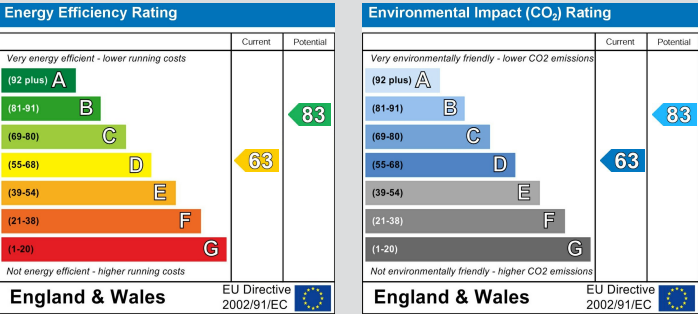 Energy Efficiency Rating
Current Potential
Very energy efficient - lower running costs
(92 plus) A
(81-91) B
83
(69-80) C
(55-68) D
63
(39-54) E
(21-38) F
(1-20) G
Not energy efficient - higher running costs
England & Wales
EU Directive
2002/91/EC
Environmental Impact (CO₂) Rating
Current Potential
Very environmentally friendly - lower CO2 emissions
(92 plus) A
(81-91) B
83
(69-80) C
(55-68) D
63
(39-54) E
(21-38) F
(1-20) G
Not environmentally friendly - higher CO2 emissions
England & Wales
EU Directive
2002/91/EC